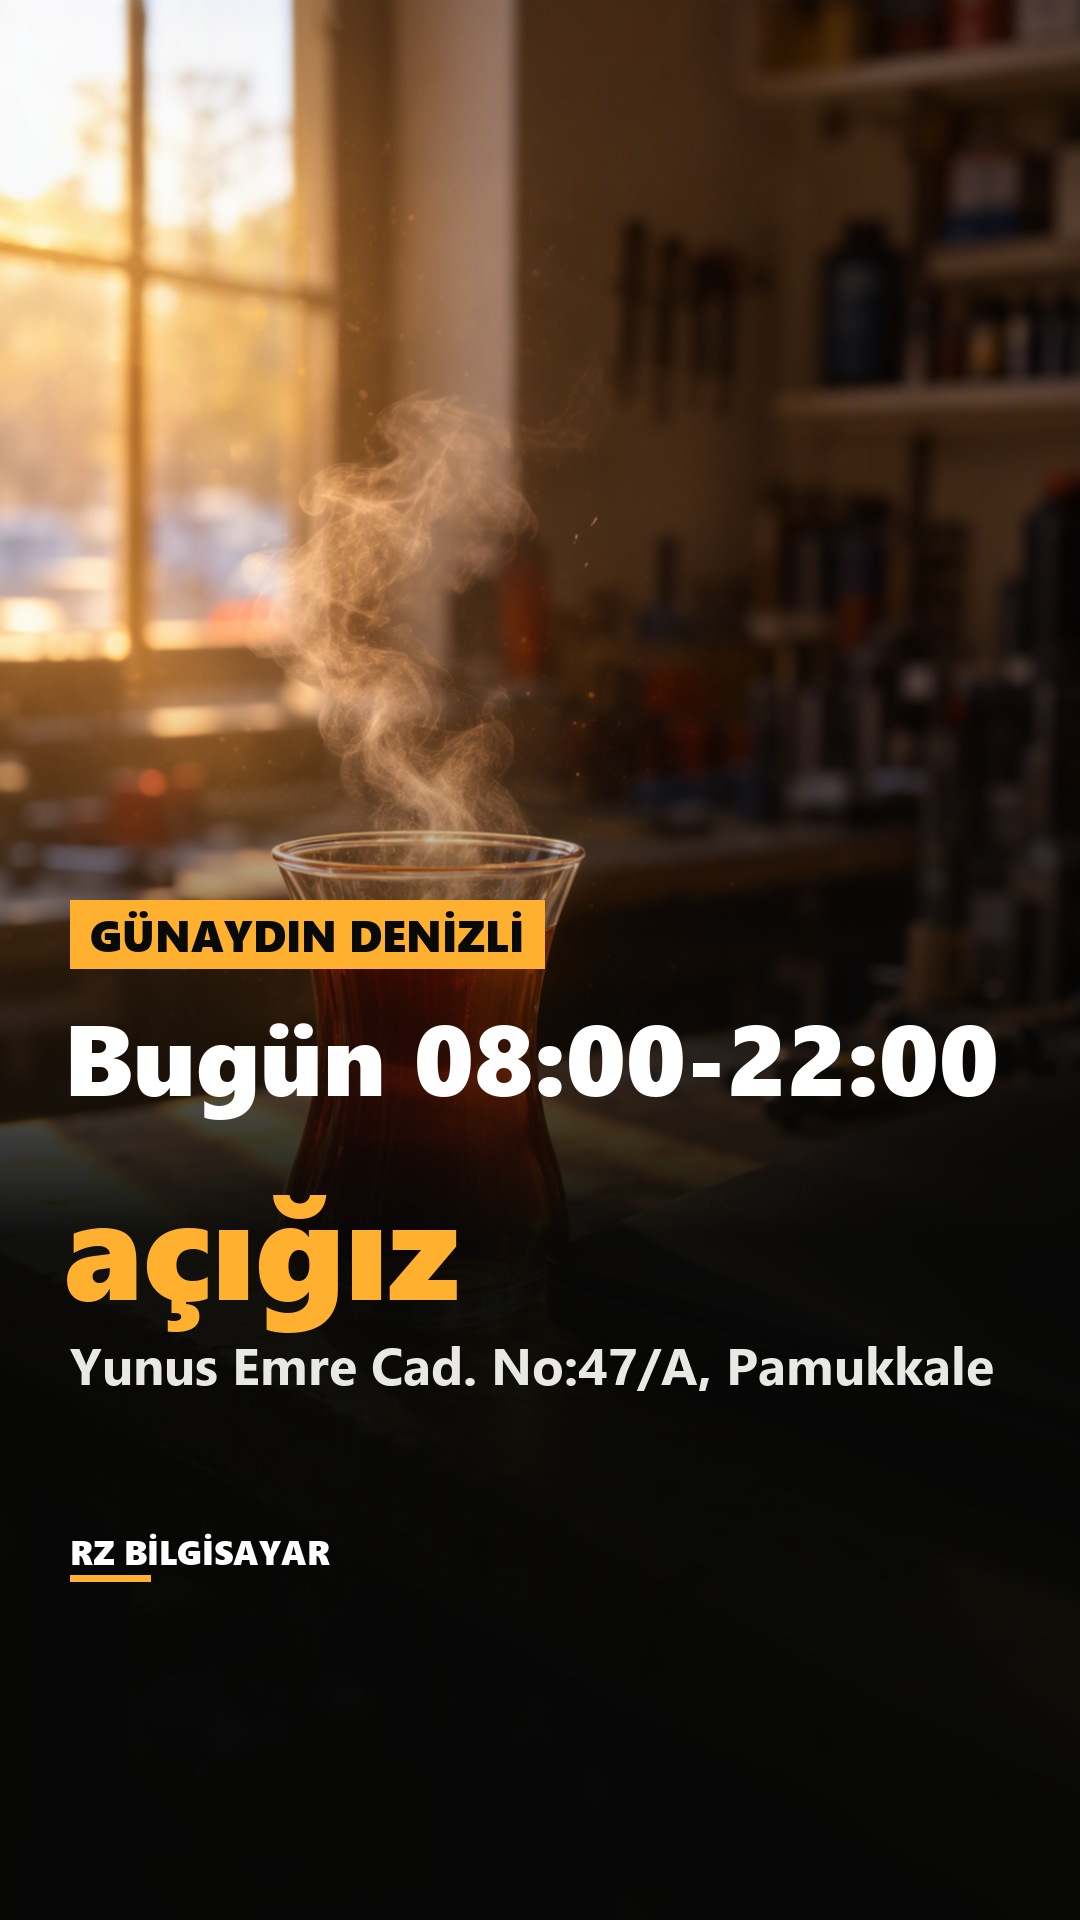 GÜNAYDIN DENİZLİ
Bugün 08:00-22:00
açığız
Yunus Emre Cad. No:47/A, Pamukkale
RZ BİLGİSAYAR